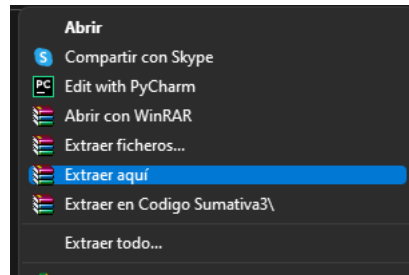 Abrir
Compartir con Skype
Edit with PyCharm
Abrir con WinRAR
Extraer ficheros...
Extraer aquí
Extraer en Codigo Sumativa3\
Extraer todo...